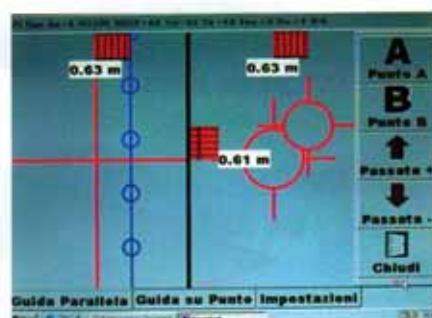 0.63 m
0.63 m
0.61 m
A
Punto A
B
Punto B
Passata +
Passata -
Chiudi
Guida Parallela
Guida su Punto
Impostazioni